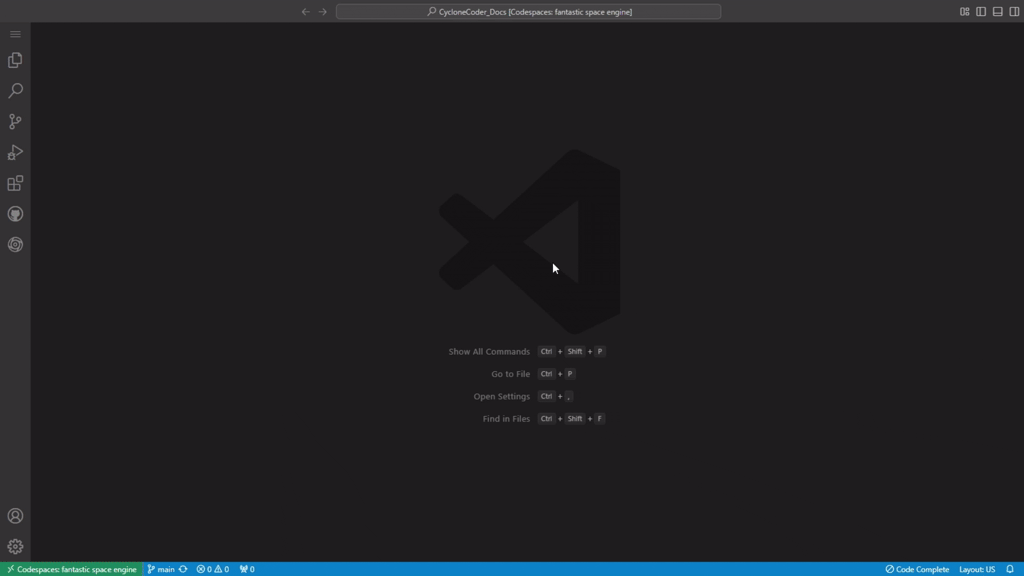 CycloneCoder_Docs [Codespaces: fantastic space engine]
Show All Commands Ctrl + Shift + P
Go to File Ctrl + P
Open Settings Ctrl + ,
Find in Files Ctrl + Shift + F
Codespaces: fantastic space engine main 0 0 0 Code Complete Layout: US